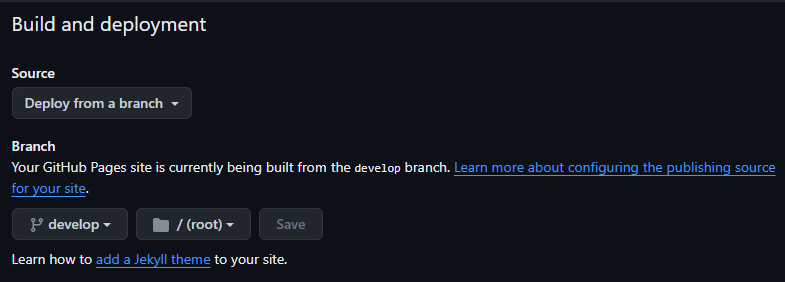 Build and deployment
Source
Deploy from a branch
Branch
Your GitHub Pages site is currently being built from the develop branch. Learn more about configuring the publishing source
for your site.
develop / (root) Save
Learn how to add a Jekyll theme to your site.